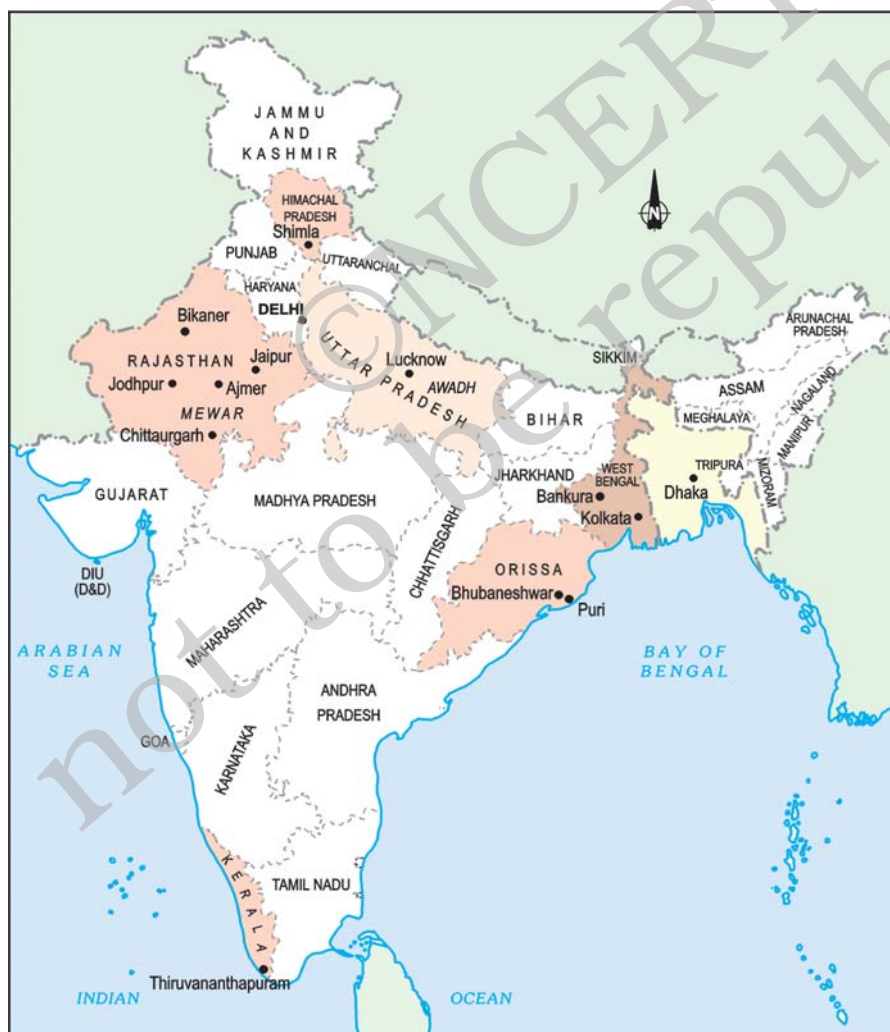 ©NCERT
not to be republ
JAMMU
AND
KASHMIR
HIMACHAL
PRADESH
Shimla
PUNJAB
UTTARANCHAL
HARYANA
DELHI
N
ARUNACHAL
PRADESH
Bikaner
SIKKIM
RAJASTHAN
Jaipur
UTTAR PRADESH
Lucknow
AWADH
ASSAM
NAGALAND
Jodhpur
Ajmer
MEWAR
BIHAR
MEGHALAYA
MANIPUR
Chittaurgarh
JHARKHAND
WEST
BENGAL
TRIPURA
MIZORAM
GUJARAT
MADHYA PRADESH
Bankura
Dhaka
Kolkata
CHHATTISGARH
DIU
(D&D)
ORISSA
Bhubaneshwar
Puri
MAHARASHTRA
ARABIAN
SEA
BAY OF
BENGAL
ANDHRA
PRADESH
GOA
KARNATAKA
KERALA
TAMIL NADU
Thiruvananthapuram
INDIAN
OCEAN